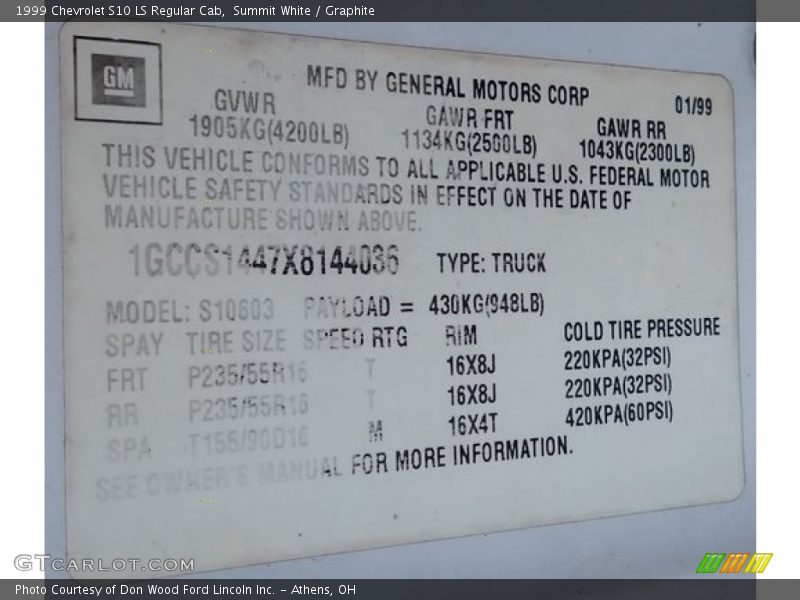 1999 Chevrolet S10 LS Regular Cab,  Summit White / Graphite
GM
MFD BY GENERAL MOTORS CORP
01/99
GVWR GAWR FRT GAWR RR
1905KG(4200LB) 1134KG(2500LB) 1043KG(2300LB)
THIS VEHICLE CONFORMS TO ALL APPLICABLE U.S. FEDERAL MOTOR
VEHICLE SAFETY STANDARDS IN EFFECT ON THE DATE OF
MANUFACTURE SHOWN ABOVE.
1GCCS1447X8144036 TYPE: TRUCK
MODEL: S10603 PAYLOAD = 430KG(948LB)
SPAY TIRE SIZE SPEED RTG RIM COLD TIRE PRESSURE
FRT P235/55R16 T 16X8J 220KPA(32PSI)
RR P235/55R16 T 16X8J 220KPA(32PSI)
SPA T155/90D16 M 16X4T 420KPA(60PSI)
SEE OWNER'S MANUAL FOR MORE INFORMATION.
GTCARLOT.COM
Photo Courtesy of Don Wood Ford Lincoln Inc. – Athens, OH